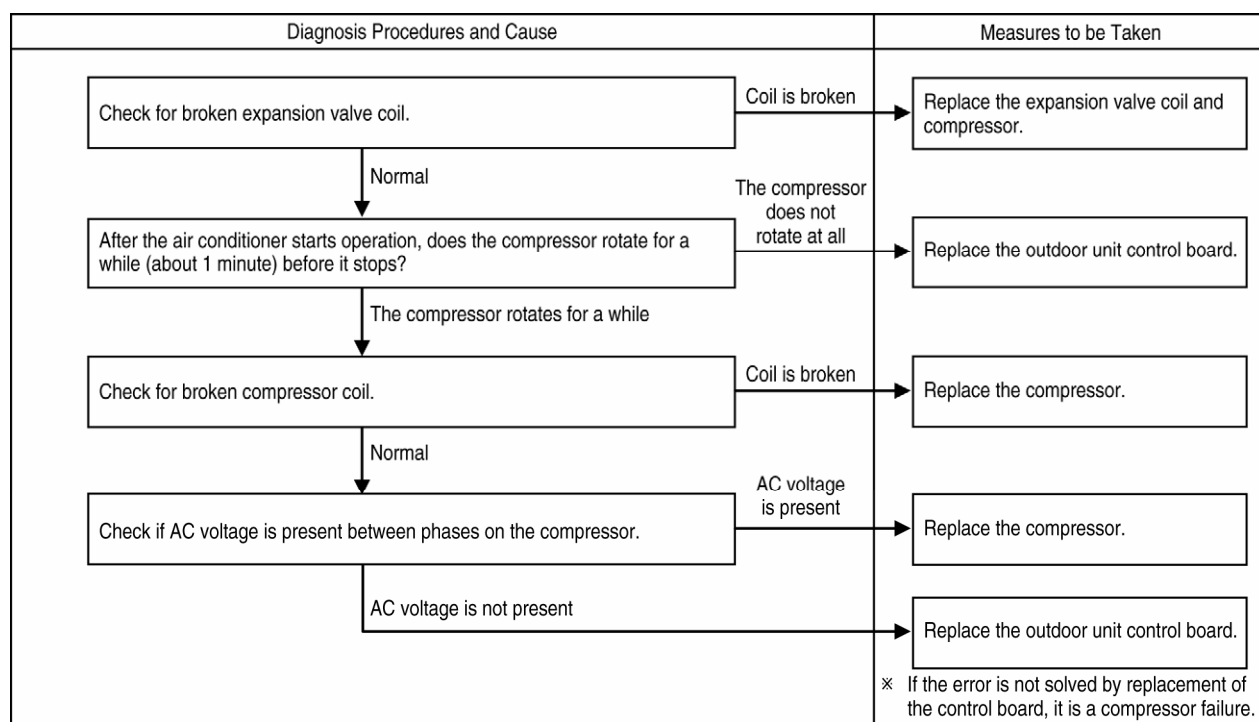 Diagnosis Procedures and Cause
Measures to be Taken
Check for broken expansion valve coil.
Coil is broken
Replace the expansion valve coil and
compressor.
Normal
The compressor
does not
rotate at all
After the air conditioner starts operation, does the compressor rotate for a
while (about 1 minute) before it stops?
Replace the outdoor unit control board.
The compressor rotates for a while
Check for broken compressor coil.
Coil is broken
Replace the compressor.
Normal
AC voltage
is present
Check if AC voltage is present between phases on the compressor.
Replace the compressor.
AC voltage is not present
Replace the outdoor unit control board.
※ If the error is not solved by replacement of
the control board, it is a compressor failure.